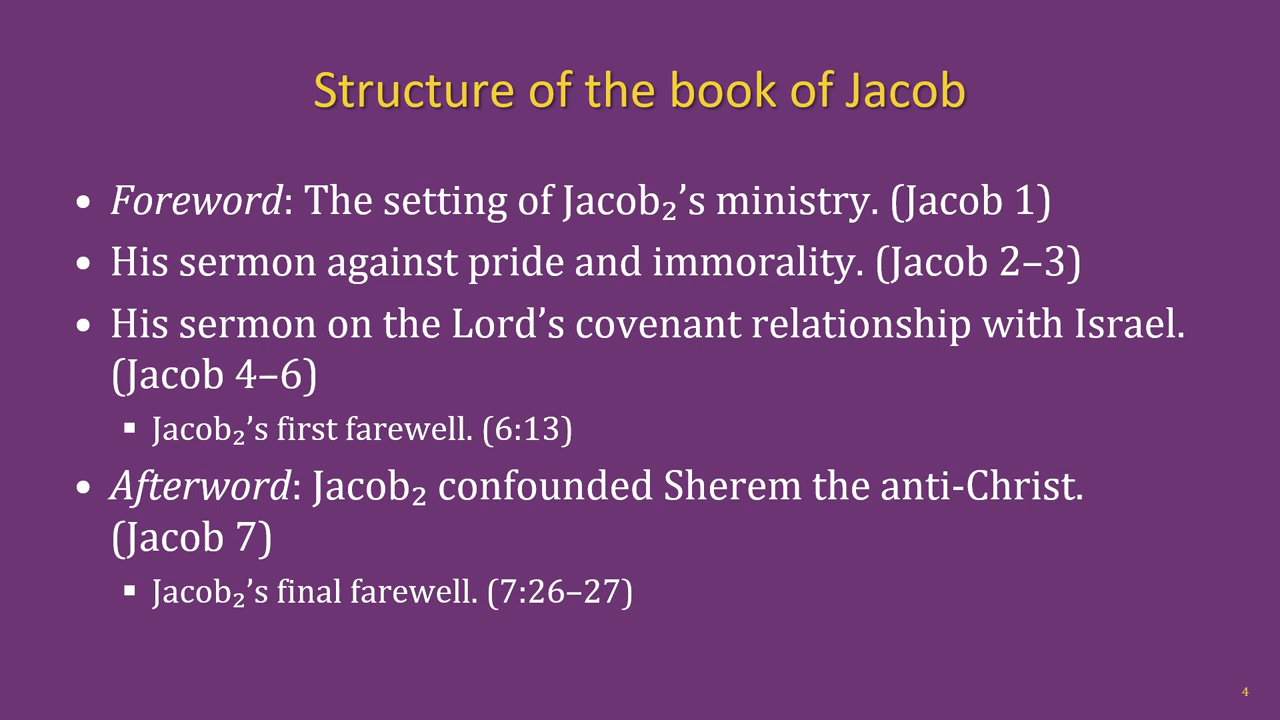 Structure of the book of Jacob
• Foreword: The setting of Jacob₂’s ministry. (Jacob 1)
• His sermon against pride and immorality. (Jacob 2–3)
• His sermon on the Lord’s covenant relationship with Israel.
(Jacob 4–6)
▪ Jacob₂’s first farewell. (6:13)
• Afterword: Jacob₂ confounded Sherem the anti-Christ.
(Jacob 7)
▪ Jacob₂’s final farewell. (7:26–27)
4